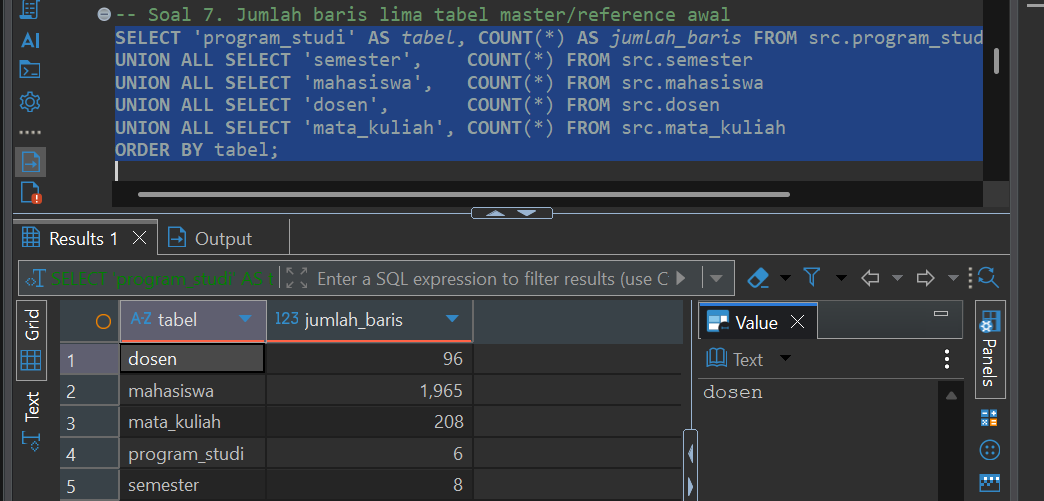 AI
-- Soal 7. Jumlah baris lima tabel master/reference awal
SELECT 'program_studi' AS tabel, COUNT(*) AS jumlah_baris FROM src.program_stud
UNION ALL SELECT 'semester', COUNT(*) FROM src.semester
UNION ALL SELECT 'mahasiswa', COUNT(*) FROM src.mahasiswa
UNION ALL SELECT 'dosen', COUNT(*) FROM src.dosen
UNION ALL SELECT 'mata_kuliah', COUNT(*) FROM src.mata_kuliah
ORDER BY tabel;
Results 1
Output
SELECT 'program_studi' AS t
Enter a SQL expression to filter results (use C
Grid
Text
A-Z tabel
123 jumlah_baris
1 dosen 96
2 mahasiswa 1,965
3 mata_kuliah 208
4 program_studi 6
5 semester 8
Value
Text
dosen
Panels